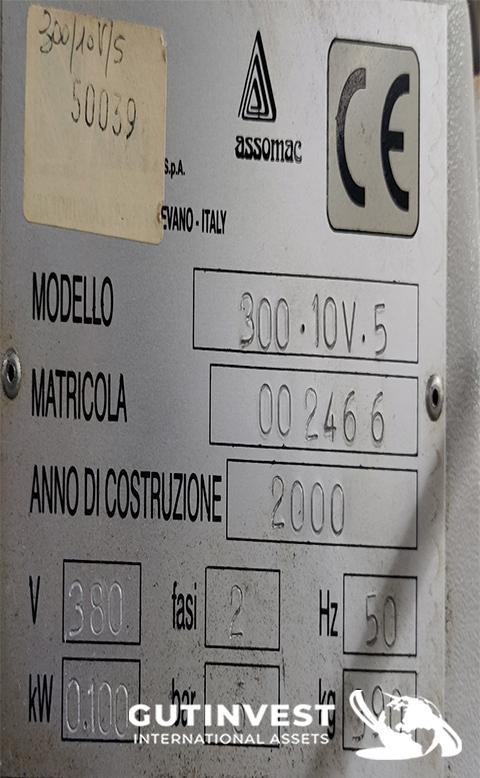 300/10V/5
50039
assomac
CE
S.p.A.
EVANO - ITALY
MODELLO 300·10V·5
MATRICOLA 002466
ANNO DI COSTRUZIONE 2000
V 380 fasi 2 Hz 50
kW 0.100 bar kg
GUTINVEST
INTERNATIONAL ASSETS